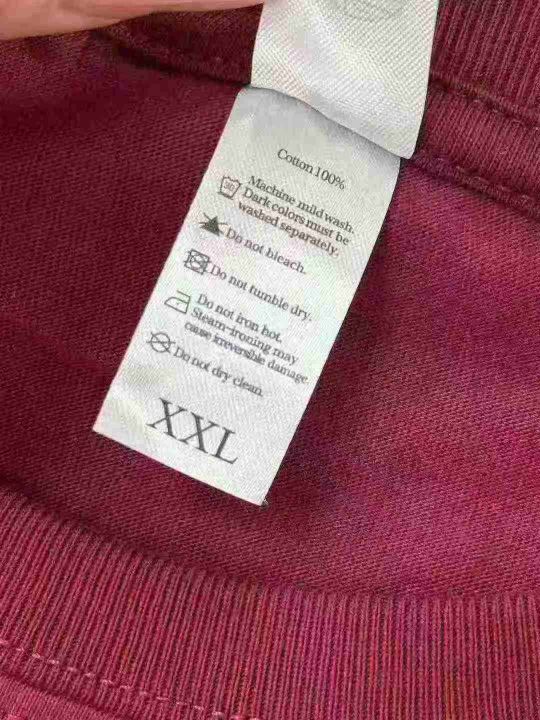 Cotton 100%
30
Machine mild wash.
Dark colors must be
washed separately.
Do not bleach.
Do not tumble dry.
Do not iron hot.
Steam-ironing may
cause irreversible damage.
Do not dry clean.
XXL